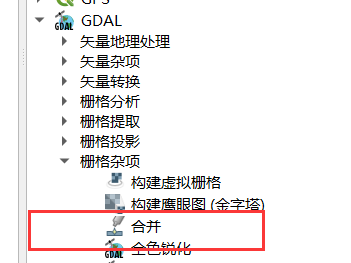 GPS
GDAL
矢量地理处理
矢量杂项
矢量转换
栅格分析
栅格提取
栅格投影
栅格杂项
构建虚拟栅格
构建鹰眼图 (金字塔)
合并
全色锐化